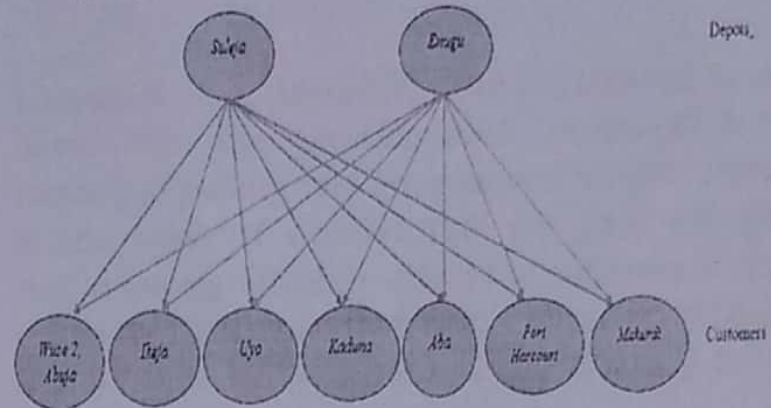 Suleja
Enugu
Depots,
Wuse 2,
Abuja
Ikeja
Uyo
Kaduna
Aba
Port
Harcourt
Makurdi
Customers